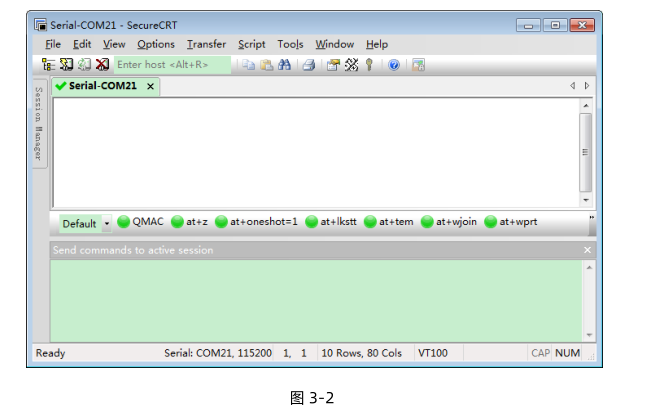 Serial-COM21 - SecureCRT
File Edit View Options Transfer Script Tools Window Help
Enter host <Alt+R>
Session Manager
Serial-COM21
Default QMAC at+z at+oneshot=1 at+lkstt at+tem at+wjoin at+wprt
Send commands to active session
Ready Serial: COM21, 115200 1, 1 10 Rows, 80 Cols VT100 CAP NUM
图 3-2